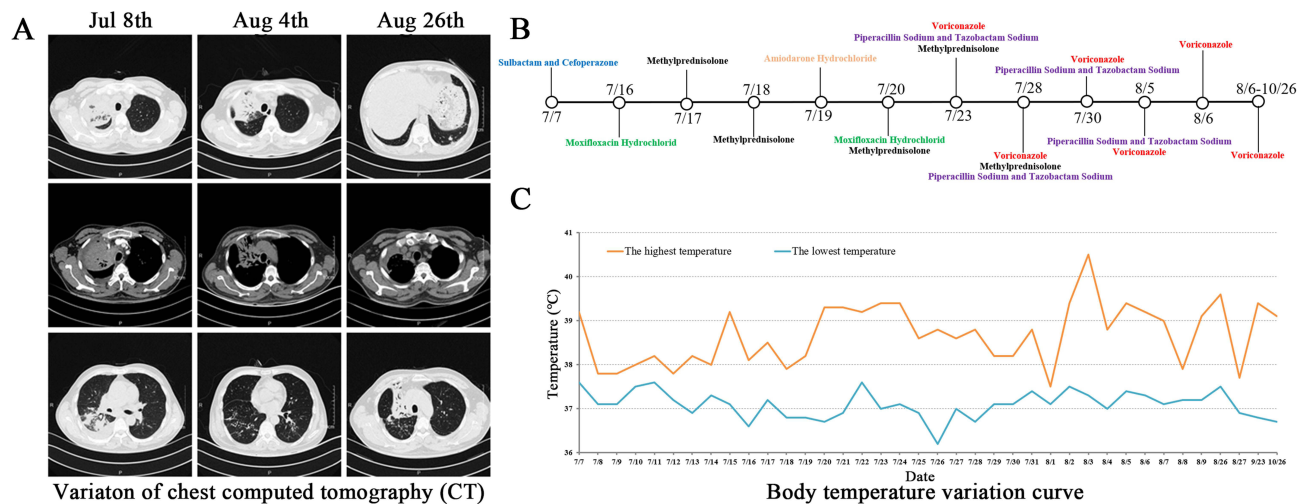 A
Jul 8th
Aug 4th
Aug 26th
R
P
Variaton of chest computed tomography (CT)
B
Sulbactam and Cefoperazone
7/7
7/16
Moxifloxacin Hydrochlorid
Methylprednisolone
7/17
7/18
Methylprednisolone
Amiodarone Hydrochloride
7/19
7/20
Moxifloxacin Hydrochlorid
Methylprednisolone
Voriconazole
Piperacillin Sodium and Tazobactam Sodium
Methylprednisolone
7/23
7/28
Voriconazole
Methylprednisolone
Piperacillin Sodium and Tazobactam Sodium
Voriconazole
Piperacillin Sodium and Tazobactam Sodium
7/30
8/5
Piperacillin Sodium and Tazobactam Sodium
Voriconazole
Voriconazole
8/6
8/6-10/26
Voriconazole
C
The highest temperature
The lowest temperature
Temperature (℃)
41
40
39
38
37
36
7/7 7/8 7/9 7/10 7/11 7/12 7/13 7/14 7/15 7/16 7/17 7/18 7/19 7/20 7/21 7/22 7/23 7/24 7/25 7/26 7/27 7/28 7/29 7/30 7/31 8/1 8/2 8/3 8/4 8/5 8/6 8/7 8/8 8/9 8/26 8/27 9/23 10/26
Date
Body temperature variation curve